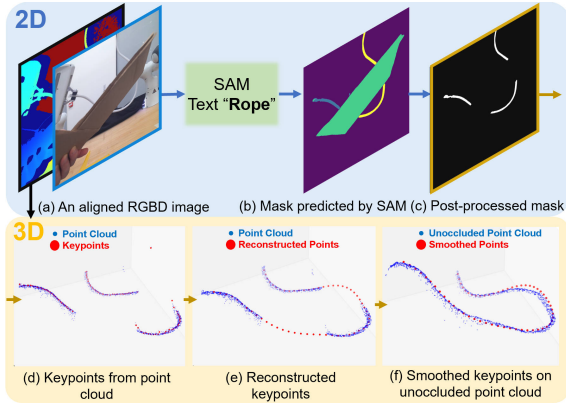 2D
SAM
Text “Rope”
(a) An aligned RGBD image
(b) Mask predicted by SAM
(c) Post-processed mask
3D
Point Cloud
Keypoints
Point Cloud
Reconstructed Points
Unoccluded Point Cloud
Smoothed Points
(d) Keypoints from point
cloud
(e) Reconstructed
keypoints
(f) Smoothed keypoints on
unoccluded point cloud